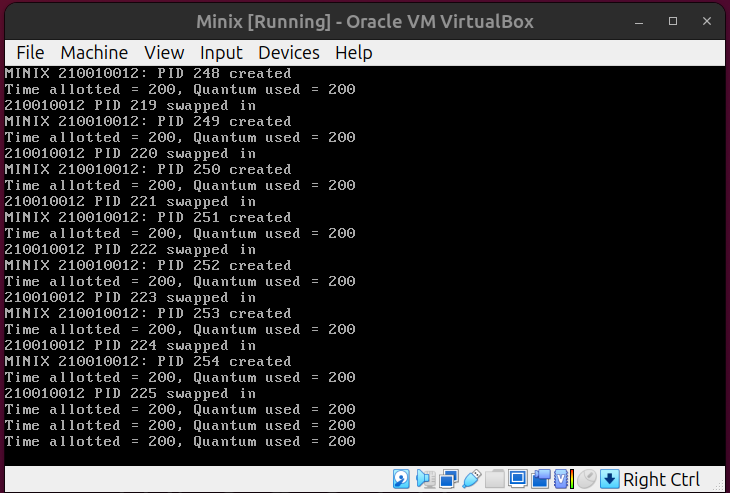 Minix [Running] - Oracle VM VirtualBox
File Machine View Input Devices Help
MINIX 210010012: PID 248 created
Time allotted = 200, Quantum used = 200
210010012 PID 219 swapped in
MINIX 210010012: PID 249 created
Time allotted = 200, Quantum used = 200
210010012 PID 220 swapped in
MINIX 210010012: PID 250 created
Time allotted = 200, Quantum used = 200
210010012 PID 221 swapped in
MINIX 210010012: PID 251 created
Time allotted = 200, Quantum used = 200
210010012 PID 222 swapped in
MINIX 210010012: PID 252 created
Time allotted = 200, Quantum used = 200
210010012 PID 223 swapped in
MINIX 210010012: PID 253 created
Time allotted = 200, Quantum used = 200
210010012 PID 224 swapped in
MINIX 210010012: PID 254 created
Time allotted = 200, Quantum used = 200
210010012 PID 225 swapped in
Time allotted = 200, Quantum used = 200
Time allotted = 200, Quantum used = 200
Time allotted = 200, Quantum used = 200
Right Ctrl